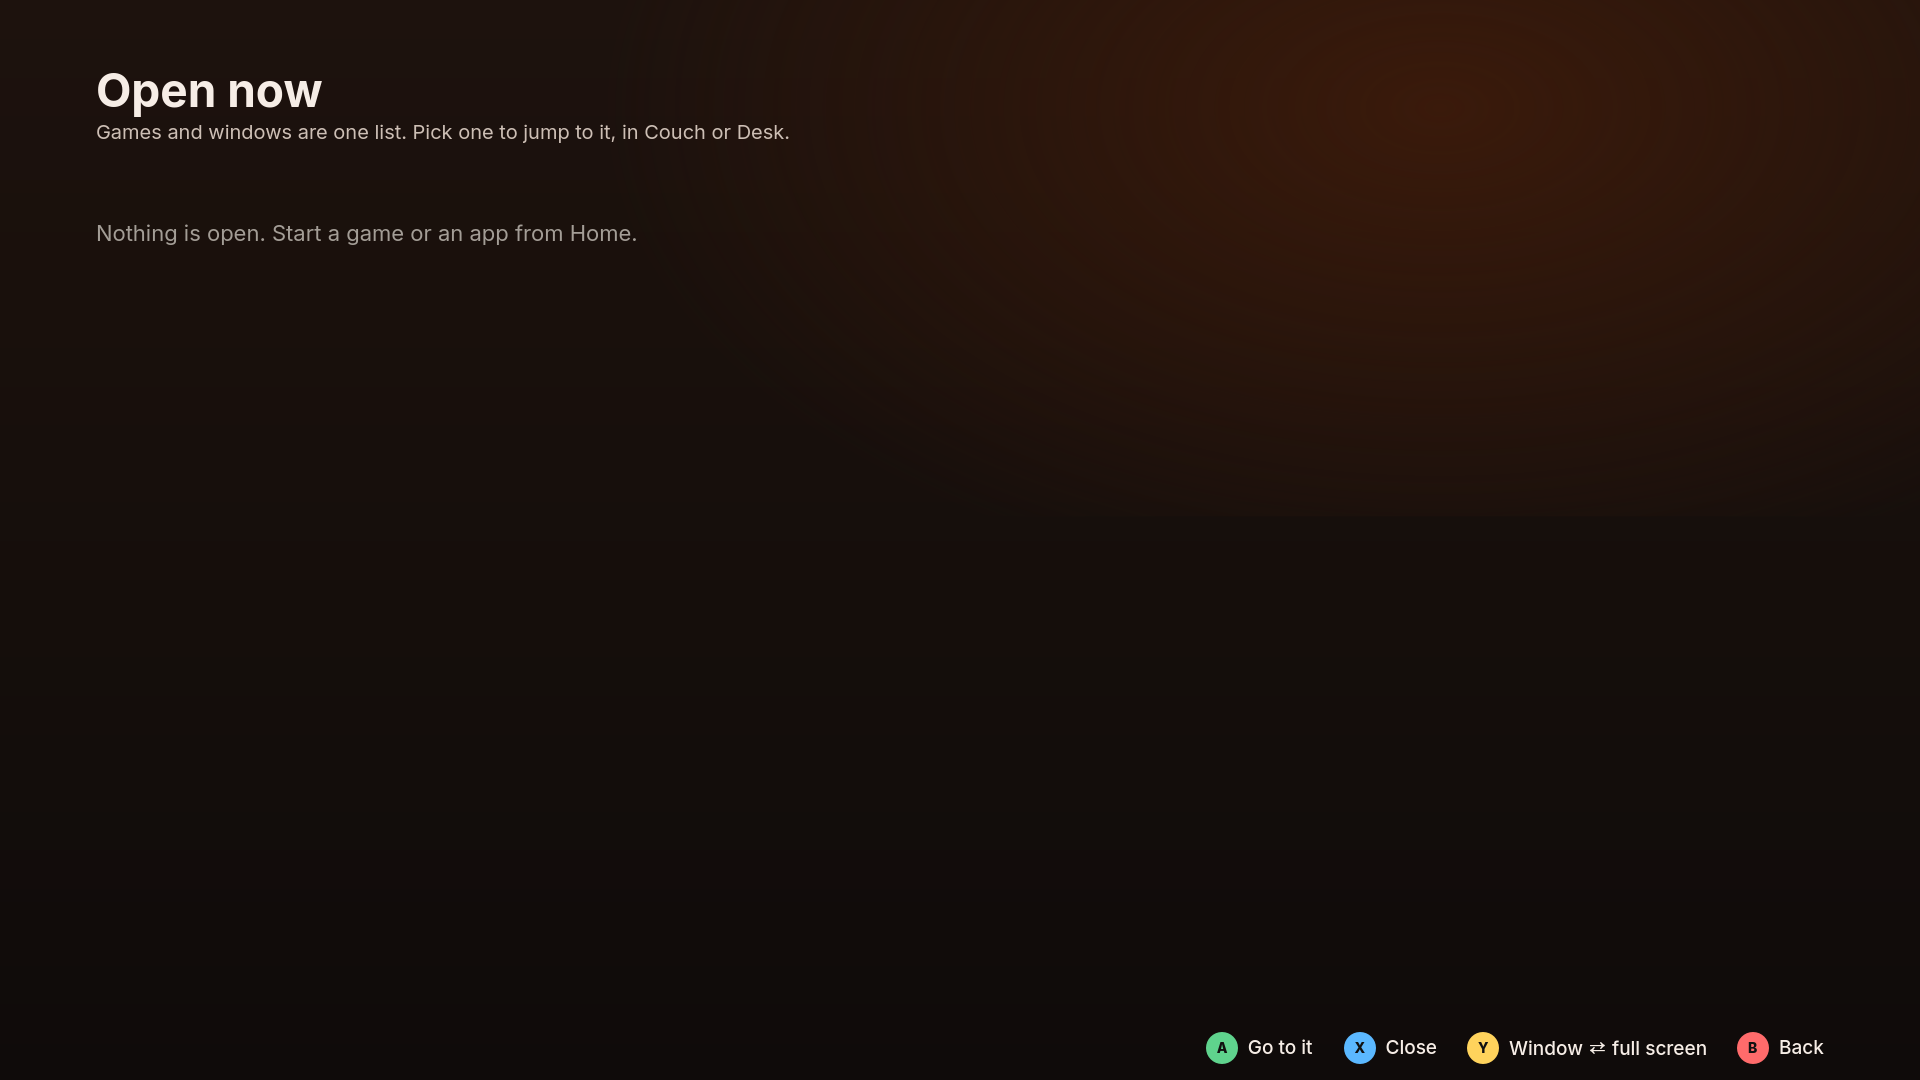 Open now
Games and windows are one list. Pick one to jump to it, in Couch or Desk.
Nothing is open. Start a game or an app from Home.
A Go to it X Close Y Window ⇄ full screen B Back